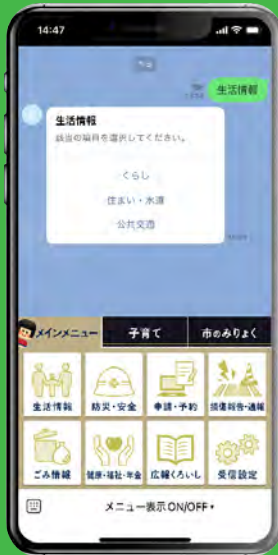 14:47
生活情報
生活情報
該当の項目を選択してください。
くらし
住まい・水道
公共交通
メインメニュー
子育て
市のみりょく
生活情報
防災・安全
申請・予約
損傷報告・通報
ごみ情報
健康・福祉・年金
広報くろいし
受信設定
メニュー表示 ON/OFF